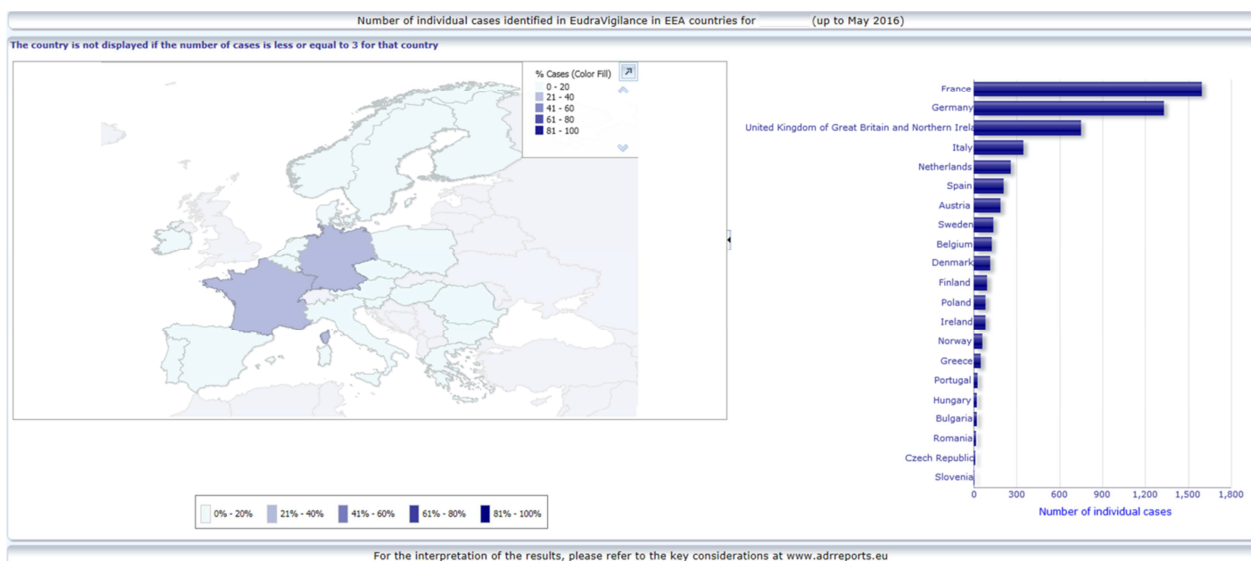 Number of individual cases identified in EudraVigilance in EEA countries for (up to May 2016)
The country is not displayed if the number of cases is less or equal to 3 for that country
% Cases (Color Fill)
0 - 20
21 - 40
41 - 60
61 - 80
81 - 100
0% - 20%
21% - 40%
41% - 60%
61% - 80%
81% - 100%
France
Germany
United Kingdom of Great Britain and Northern Irela
Italy
Netherlands
Spain
Austria
Sweden
Belgium
Denmark
Finland
Poland
Ireland
Norway
Greece
Portugal
Hungary
Bulgaria
Romania
Czech Republic
Slovenia
0 300 600 900 1,200 1,500 1,800
Number of individual cases
For the interpretation of the results, please refer to the key considerations at www.adrreports.eu